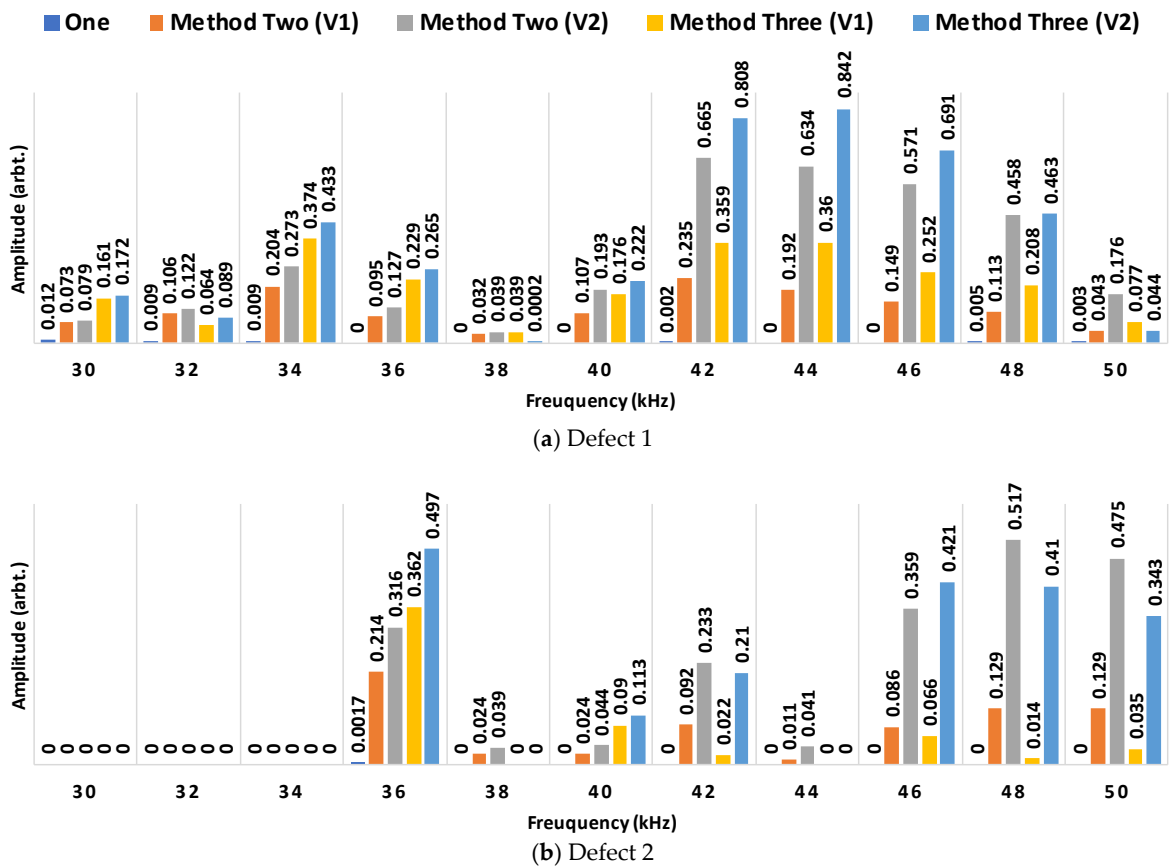 One Method Two (V1) Method Two (V2) Method Three (V1) Method Three (V2)
Amplitude (arbt.)
0.012 0.073 0.079 0.161 0.172
0.009 0.106 0.122 0.064 0.089
0.009 0.204 0.273 0.374 0.433
0 0.095 0.127 0.229 0.265
0 0.032 0.039 0.039 0.0002
0 0.107 0.193 0.176 0.222
0.002 0.235 0.665 0.359 0.808
0 0.192 0.634 0.36 0.842
0 0.149 0.571 0.252 0.691
0.005 0.113 0.458 0.208 0.463
0.003 0.043 0.176 0.077 0.044
30 32 34 36 38 40 42 44 46 48 50
Freuquency (kHz)
(a) Defect 1
Amplitude (arbt.)
0 0 0 0 0
0 0 0 0 0
0 0 0 0 0
0.0017 0.214 0.316 0.362 0.497
0 0.024 0.039 0 0
0 0.024 0.044 0.09 0.113
0 0.092 0.233 0.022 0.21
0 0.011 0.041 0 0
0 0.086 0.359 0.066 0.421
0 0.129 0.517 0.014 0.41
0 0.129 0.475 0.035 0.343
30 32 34 36 38 40 42 44 46 48 50
Freuquency (kHz)
(b) Defect 2